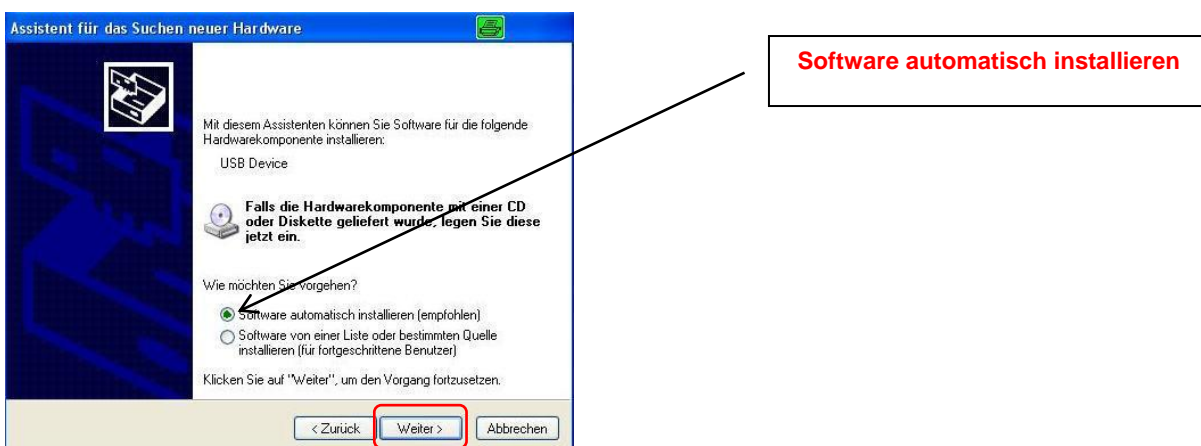 Assistent für das Suchen neuer Hardware
Software automatisch installieren
Mit diesem Assistenten können Sie Software für die folgende
Hardwarekomponente installieren:
USB Device
Falls die Hardwarekomponente mit einer CD
oder Diskette geliefert wurde, legen Sie diese
jetzt ein.
Wie möchten Sie vorgehen?
Software automatisch installieren (empfohlen)
Software von einer Liste oder bestimmten Quelle
installieren (für fortgeschrittene Benutzer)
Klicken Sie auf "Weiter", um den Vorgang fortzusetzen.
< Zurück Weiter > Abbrechen